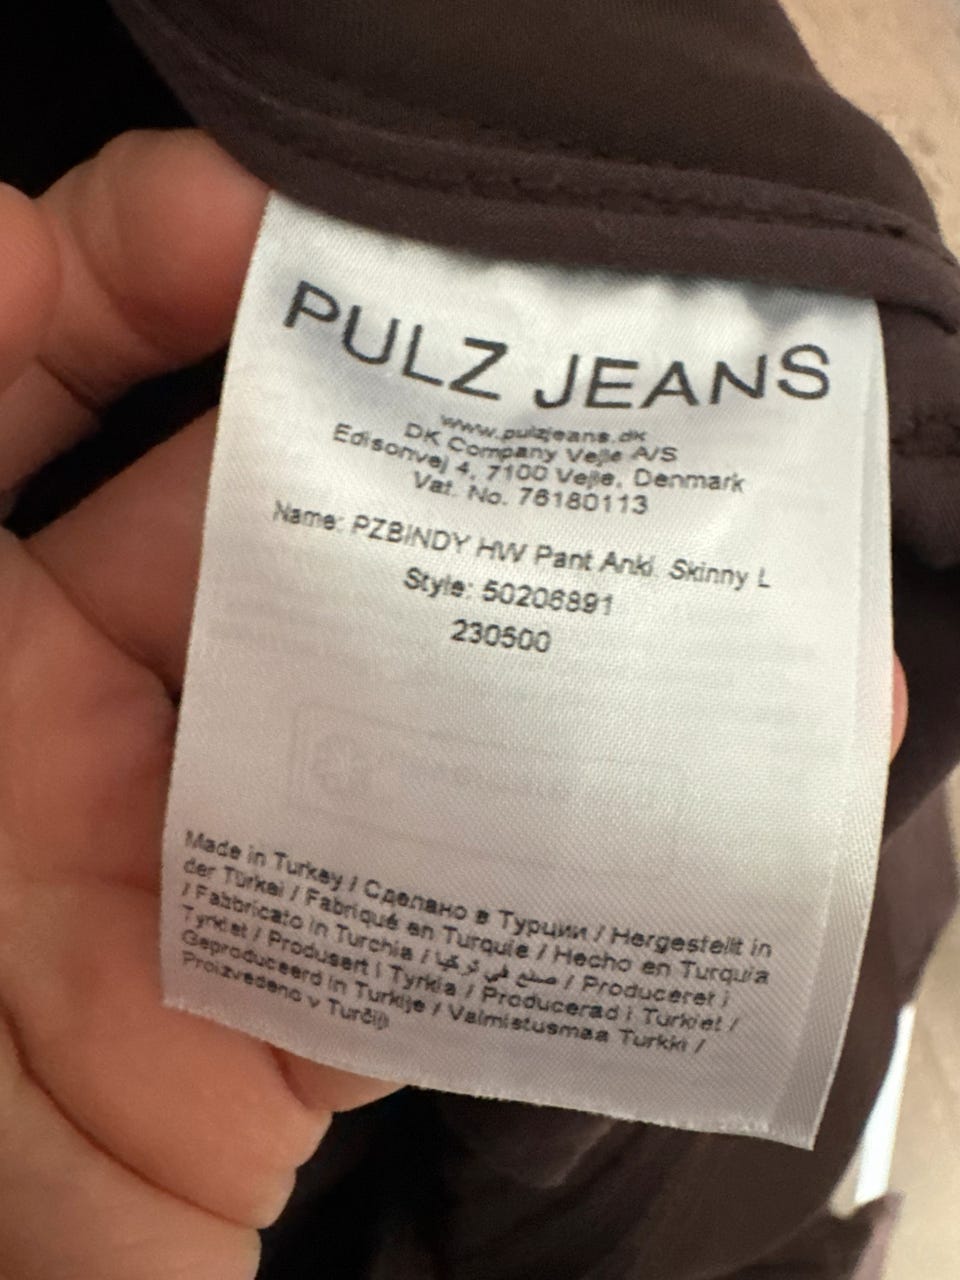 PULZ JEANS
www.pulzjeans.dk
DK Company Vejle A/S
Edisonvej 4, 7100 Vejle, Denmark
Vat. No. 76180113
Name: PZBINDY HW Pant Ankl. Skinny L
Style: 50206891
230500
Made in Turkey / Сделано в Турции / Hergestellt in
der Türkei / Fabriqué en Turquie / Hecho en Turquía
/ Fabbricato in Turchia / صنع في تركيا / Produceret i
Tyrkiet / Produsert i Tyrkia / Producerad i Turkiet /
Geproduceerd in Turkije / Valmistusmaa Turkki /
Proizvedeno v Turčiji